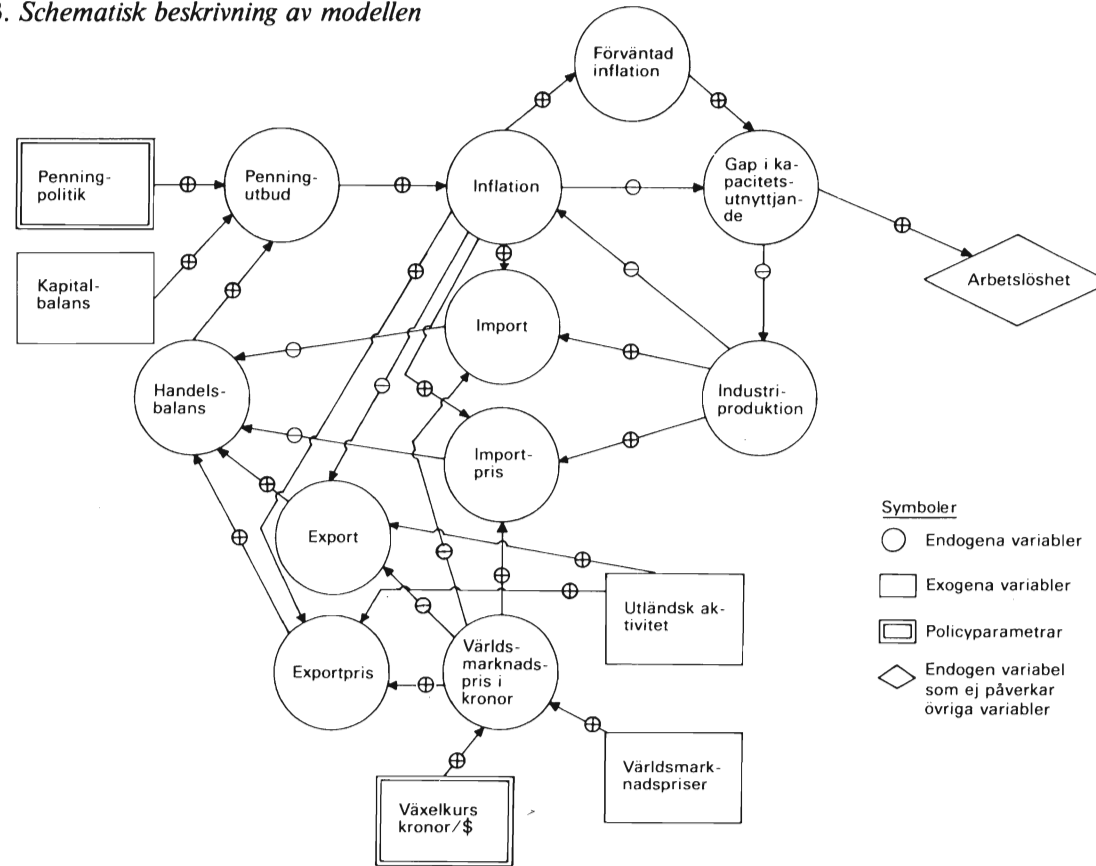 3. Schematisk beskrivning av modellen
Förväntad
inflation
Penning-
politik
Penning-
utbud
Inflation
Gap i ka-
pacitets-
utnyttjan-
de
Kapital-
balans
Arbetslöshet
Import
Handels-
balans
Industri-
produktion
Import-
pris
Export
Utländsk ak-
tivitet
Exportpris
Världs-
marknads-
pris i
kronor
Världsmark-
nadspriser
Växelkurs
kronor/$
Symboler
Endogena variabler
Exogena variabler
Policyparametrar
Endogen variabel
som ej påverkar
övriga variabler